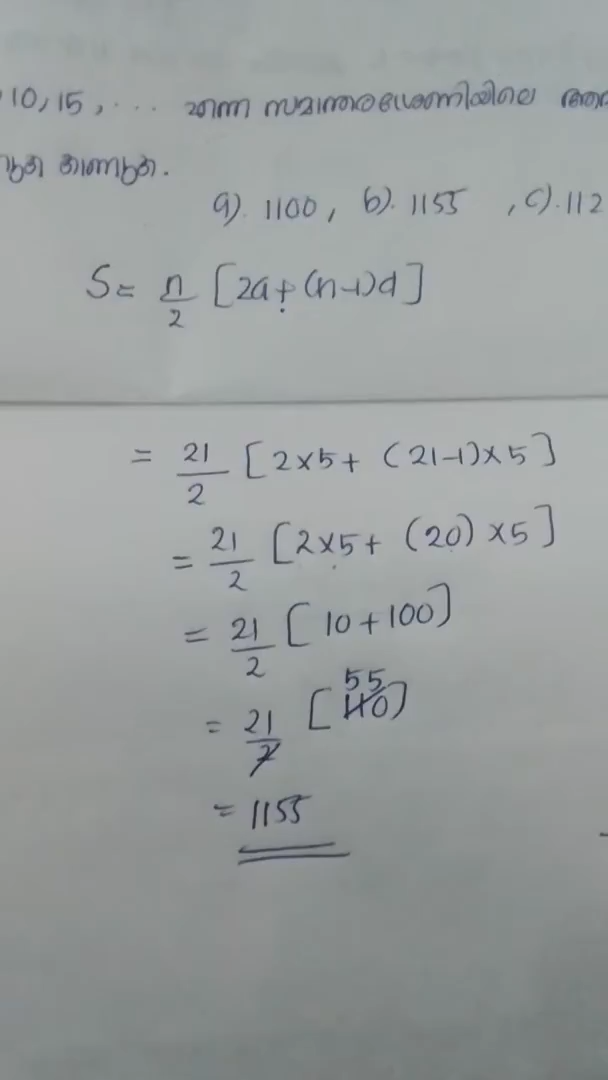 10, 15, ... എന്ന സമാന്തരശ്രേണിയിലെ
കാണുക.
a). 1100, b). 1155, c). 112
S = n/2 [2a + (n-1)d]
= 21/2 [2×5 + (21-1)×5]
= 21/2 [2×5 + (20)×5]
= 21/2 [10+100]
55
= 21/2 [110]
= 1155